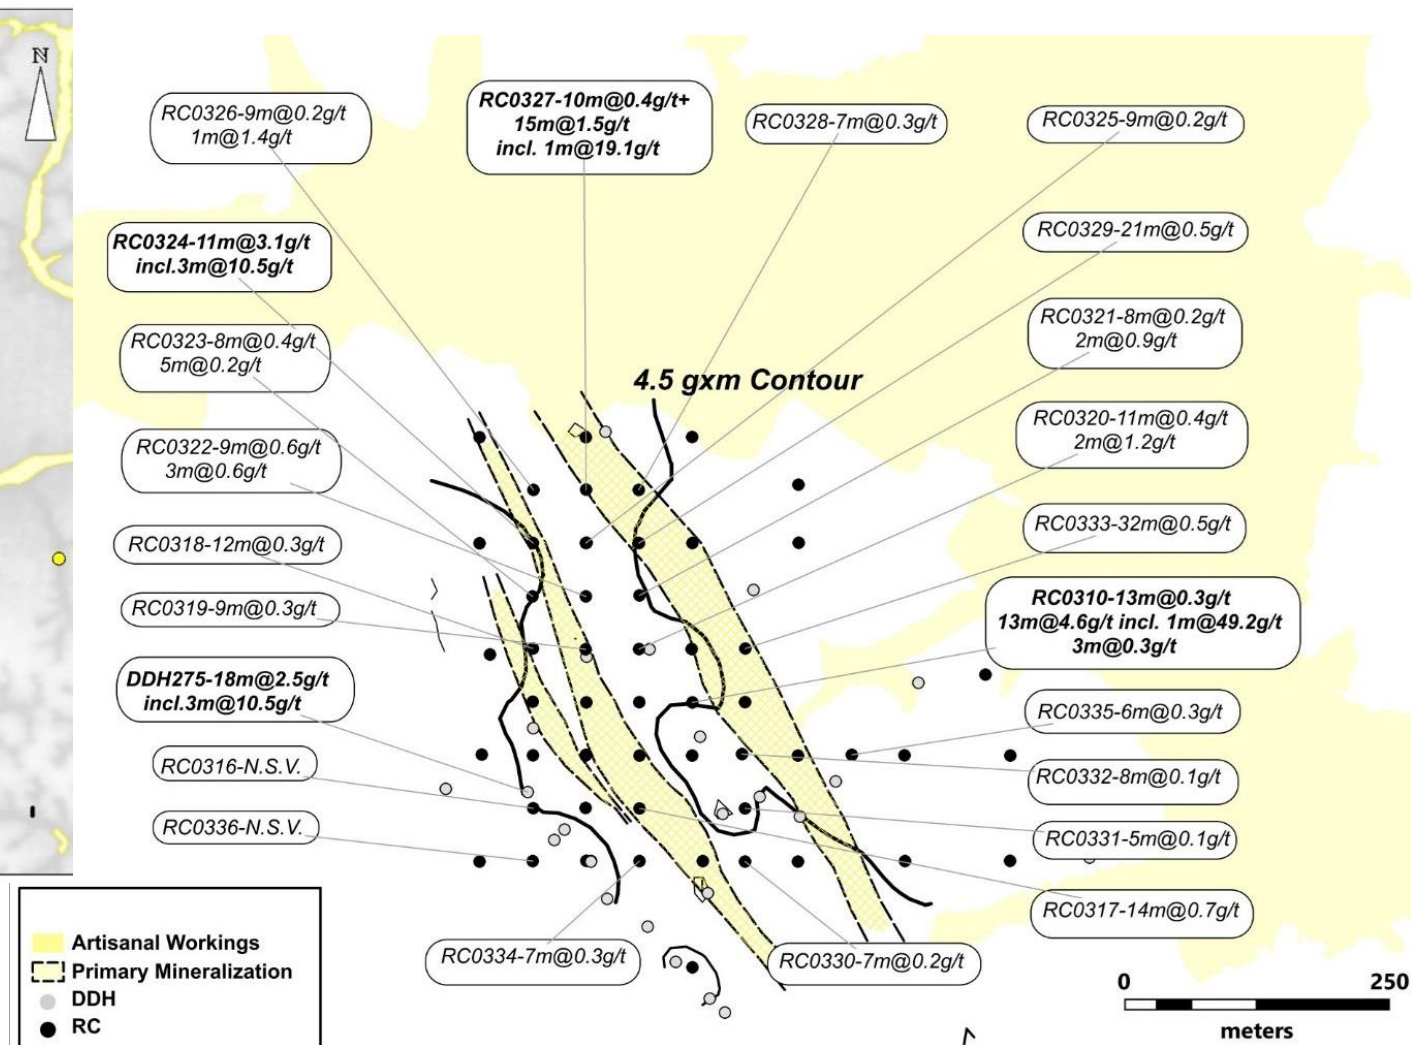 N
RC0326-9m@0.2g/t
1m@1.4g/t
RC0327-10m@0.4g/t+
15m@1.5g/t
incl. 1m@19.1g/t
RC0328-7m@0.3g/t
RC0325-9m@0.2g/t
RC0324-11m@3.1g/t
incl.3m@10.5g/t
RC0329-21m@0.5g/t
RC0323-8m@0.4g/t
5m@0.2g/t
RC0321-8m@0.2g/t
2m@0.9g/t
4.5 gxm Contour
RC0322-9m@0.6g/t
3m@0.6g/t
RC0320-11m@0.4g/t
2m@1.2g/t
RC0318-12m@0.3g/t
RC0333-32m@0.5g/t
RC0319-9m@0.3g/t
RC0310-13m@0.3g/t
13m@4.6g/t incl. 1m@49.2g/t
3m@0.3g/t
DDH275-18m@2.5g/t
incl.3m@10.5g/t
RC0335-6m@0.3g/t
RC0316-N.S.V.
RC0332-8m@0.1g/t
RC0336-N.S.V.
RC0331-5m@0.1g/t
RC0317-14m@0.7g/t
RC0334-7m@0.3g/t
RC0330-7m@0.2g/t
Artisanal Workings
Primary Mineralization
DDH
RC
0 250
meters